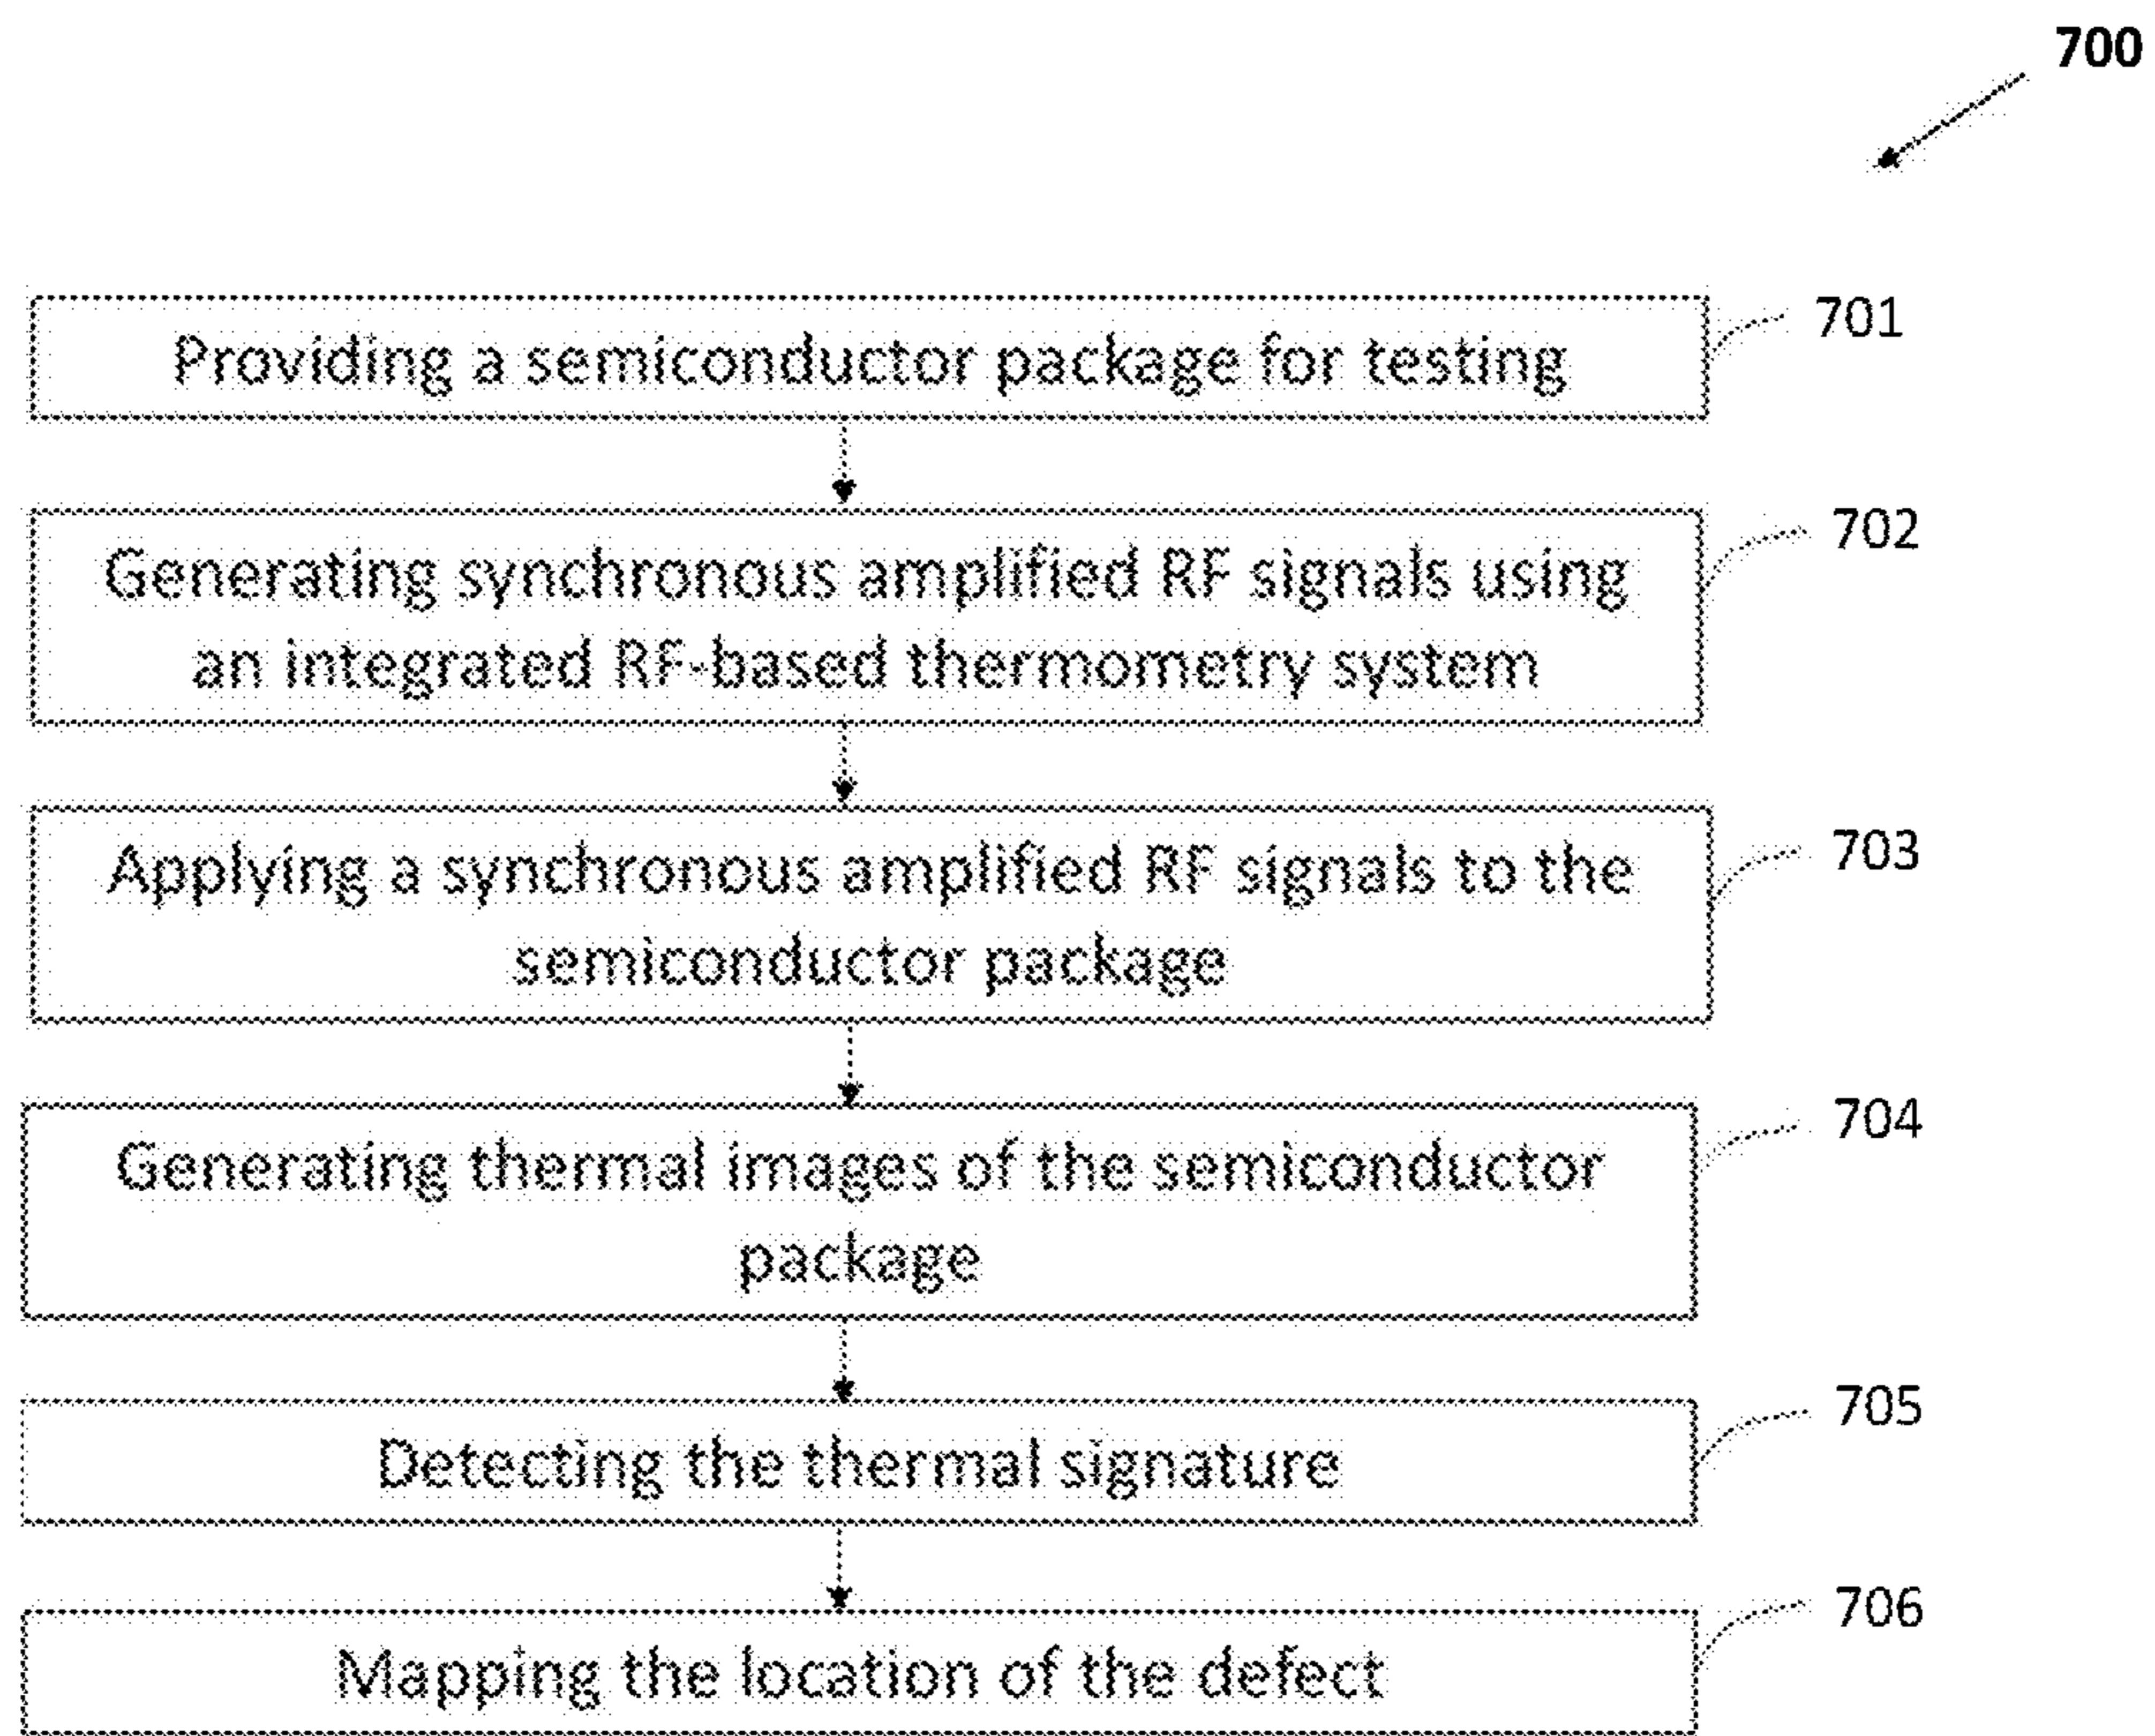 700
Providing a semiconductor package for testing
701
Generating synchronous amplified RF signals using
an integrated RF-based thermometry system
702
Applying a synchronous amplified RF signals to the
semiconductor package
703
Generating thermal images of the semiconductor
package
704
Detecting the thermal signature
705
Mapping the location of the defect
706